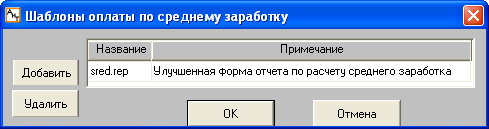 Шаблоны оплаты по среднему заработку
Название Примечание
Добавить
sred.rep Улучшенная форма отчета по расчету среднего заработка
Удалить
OK Отмена